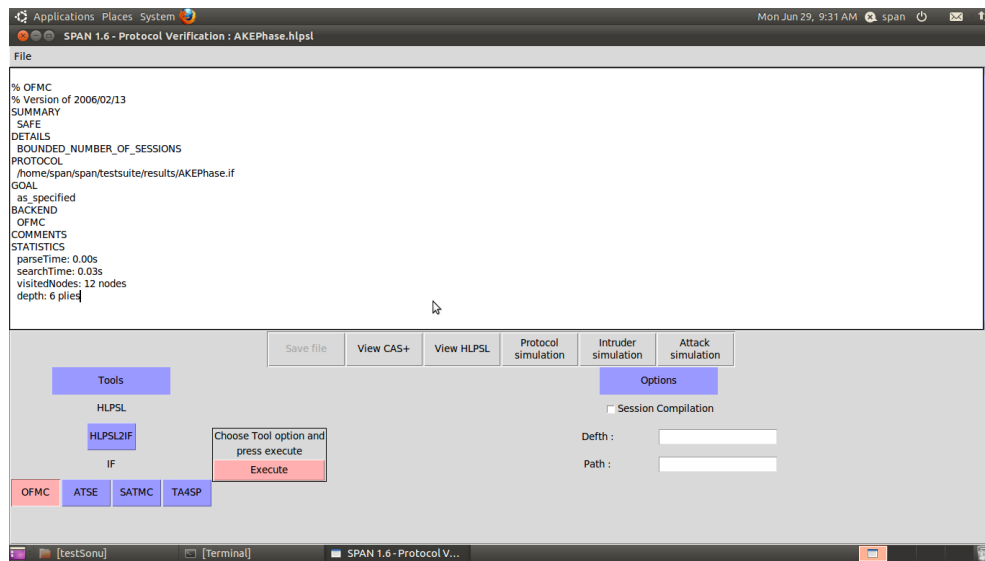 Applications Places System Mon Jun 29, 9:31 AM span
SPAN 1.6 - Protocol Verification : AKEPhase.hlpsl
File
% OFMC
% Version of 2006/02/13
SUMMARY
SAFE
DETAILS
BOUNDED_NUMBER_OF_SESSIONS
PROTOCOL
/home/span/span/testsuite/results/AKEPhase.if
GOAL
as_specified
BACKEND
OFMC
COMMENTS
STATISTICS
parseTime: 0.00s
searchTime: 0.03s
visitedNodes: 12 nodes
depth: 6 plies
Save file View CAS+ View HLPSL Protocol simulation Intruder simulation Attack simulation
Tools Options
HLPSL Session Compilation
HLPSL2IF Choose Tool option and press execute Defth :
IF Execute Path :
OFMC ATSE SATMC TA4SP
[testSonu] [Terminal] SPAN 1.6 - Protocol V...